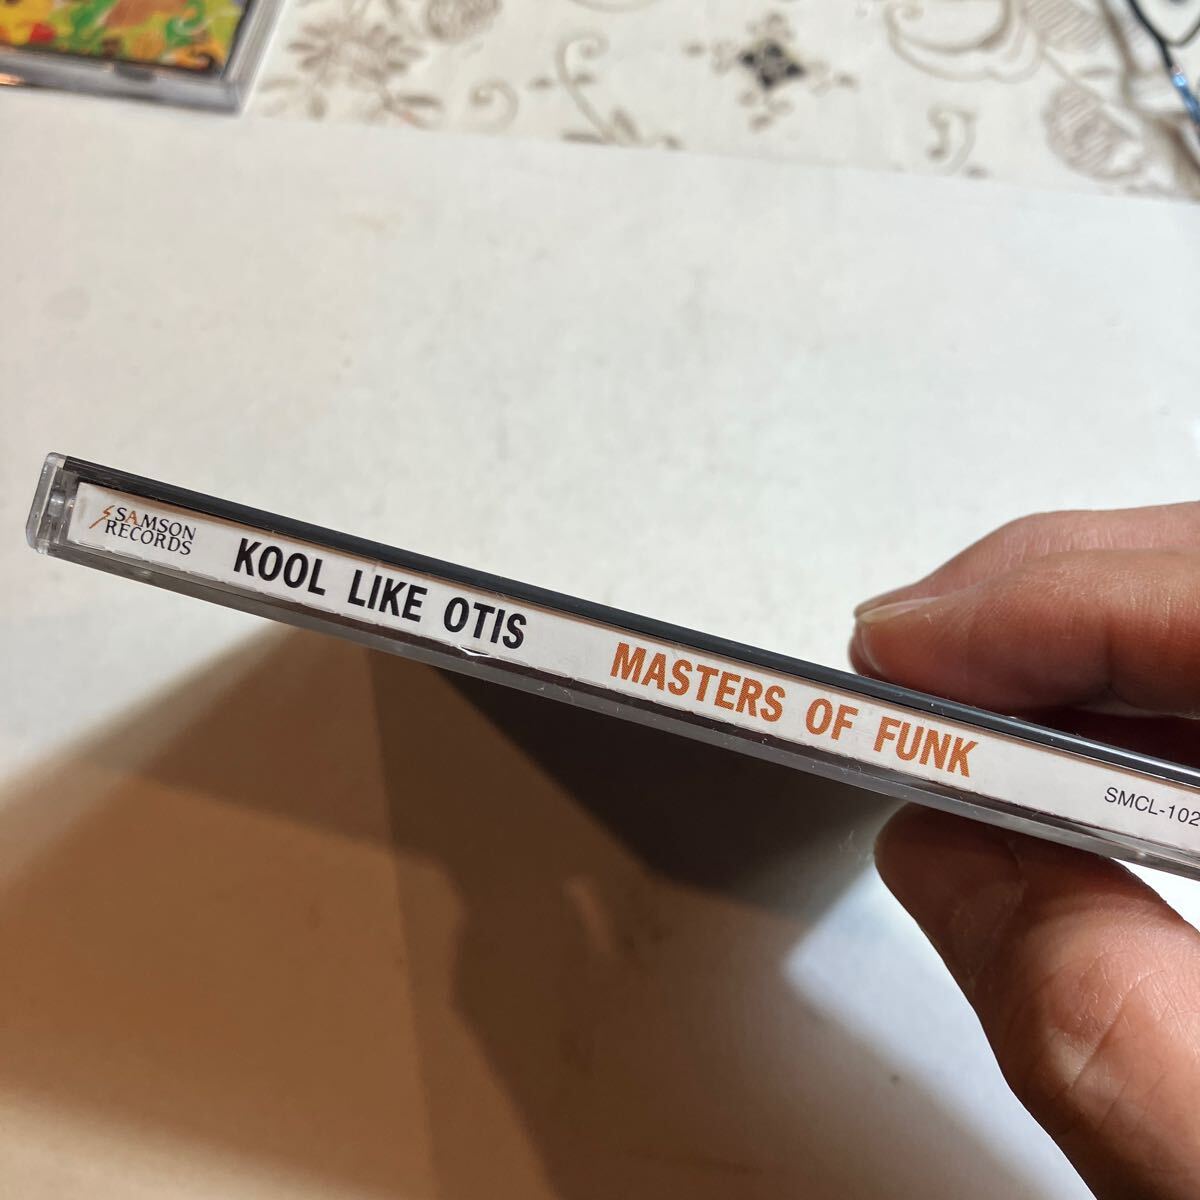 SAMSON
RECORDS
KOOL LIKE OTIS
MASTERS OF FUNK
SMCL-102